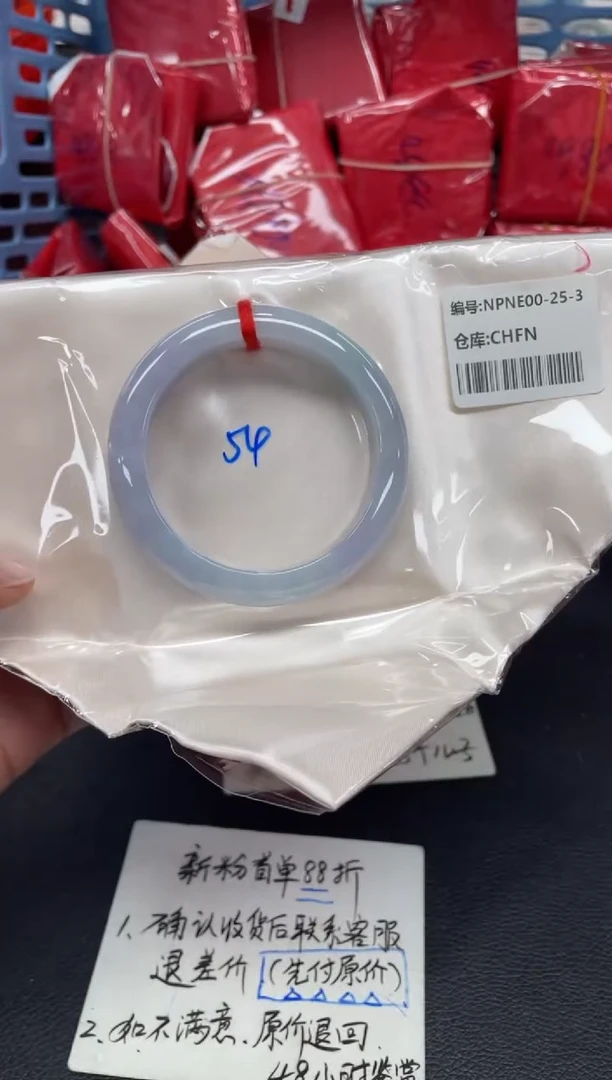 编号:NPNE00-25-3
仓库:CHFN
54
新粉首单88折
1、确认收货后联系客服
退差价(先付原价)
2、如不满意、原价退回
48小时鉴赏